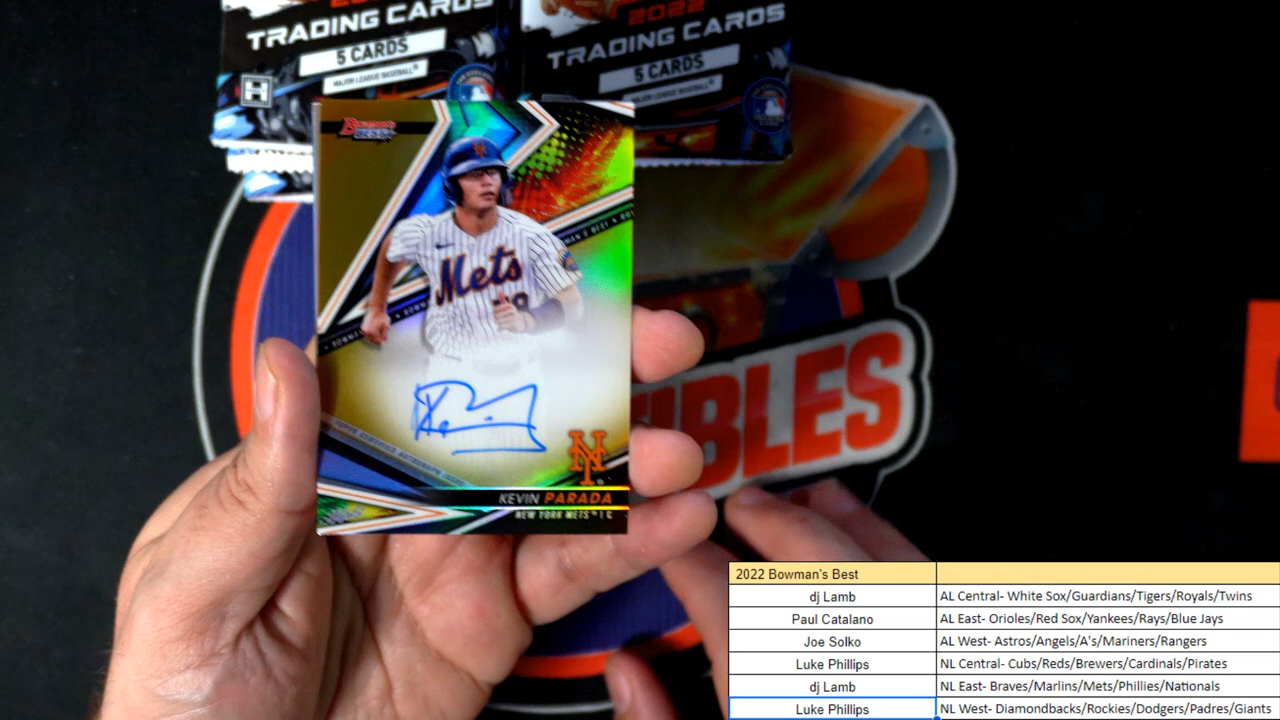 2022
TRADING CARDS
5 CARDS
MAJOR LEAGUE BASEBALL
TRADING CARDS
5 CARDS
MAJOR LEAGUE BASEBALL
BOWMAN'S BEST
Mets
NY
KEVIN PARADA
NEW YORK METS™ | C
IBLES
2022 Bowman's Best
dj Lamb AL Central- White Sox/Guardians/Tigers/Royals/Twins
Paul Catalano AL East- Orioles/Red Sox/Yankees/Rays/Blue Jays
Joe Solko AL West- Astros/Angels/A's/Mariners/Rangers
Luke Phillips NL Central- Cubs/Reds/Brewers/Cardinals/Pirates
dj Lamb NL East- Braves/Marlins/Mets/Phillies/Nationals
Luke Phillips NL West- Diamondbacks/Rockies/Dodgers/Padres/Giants